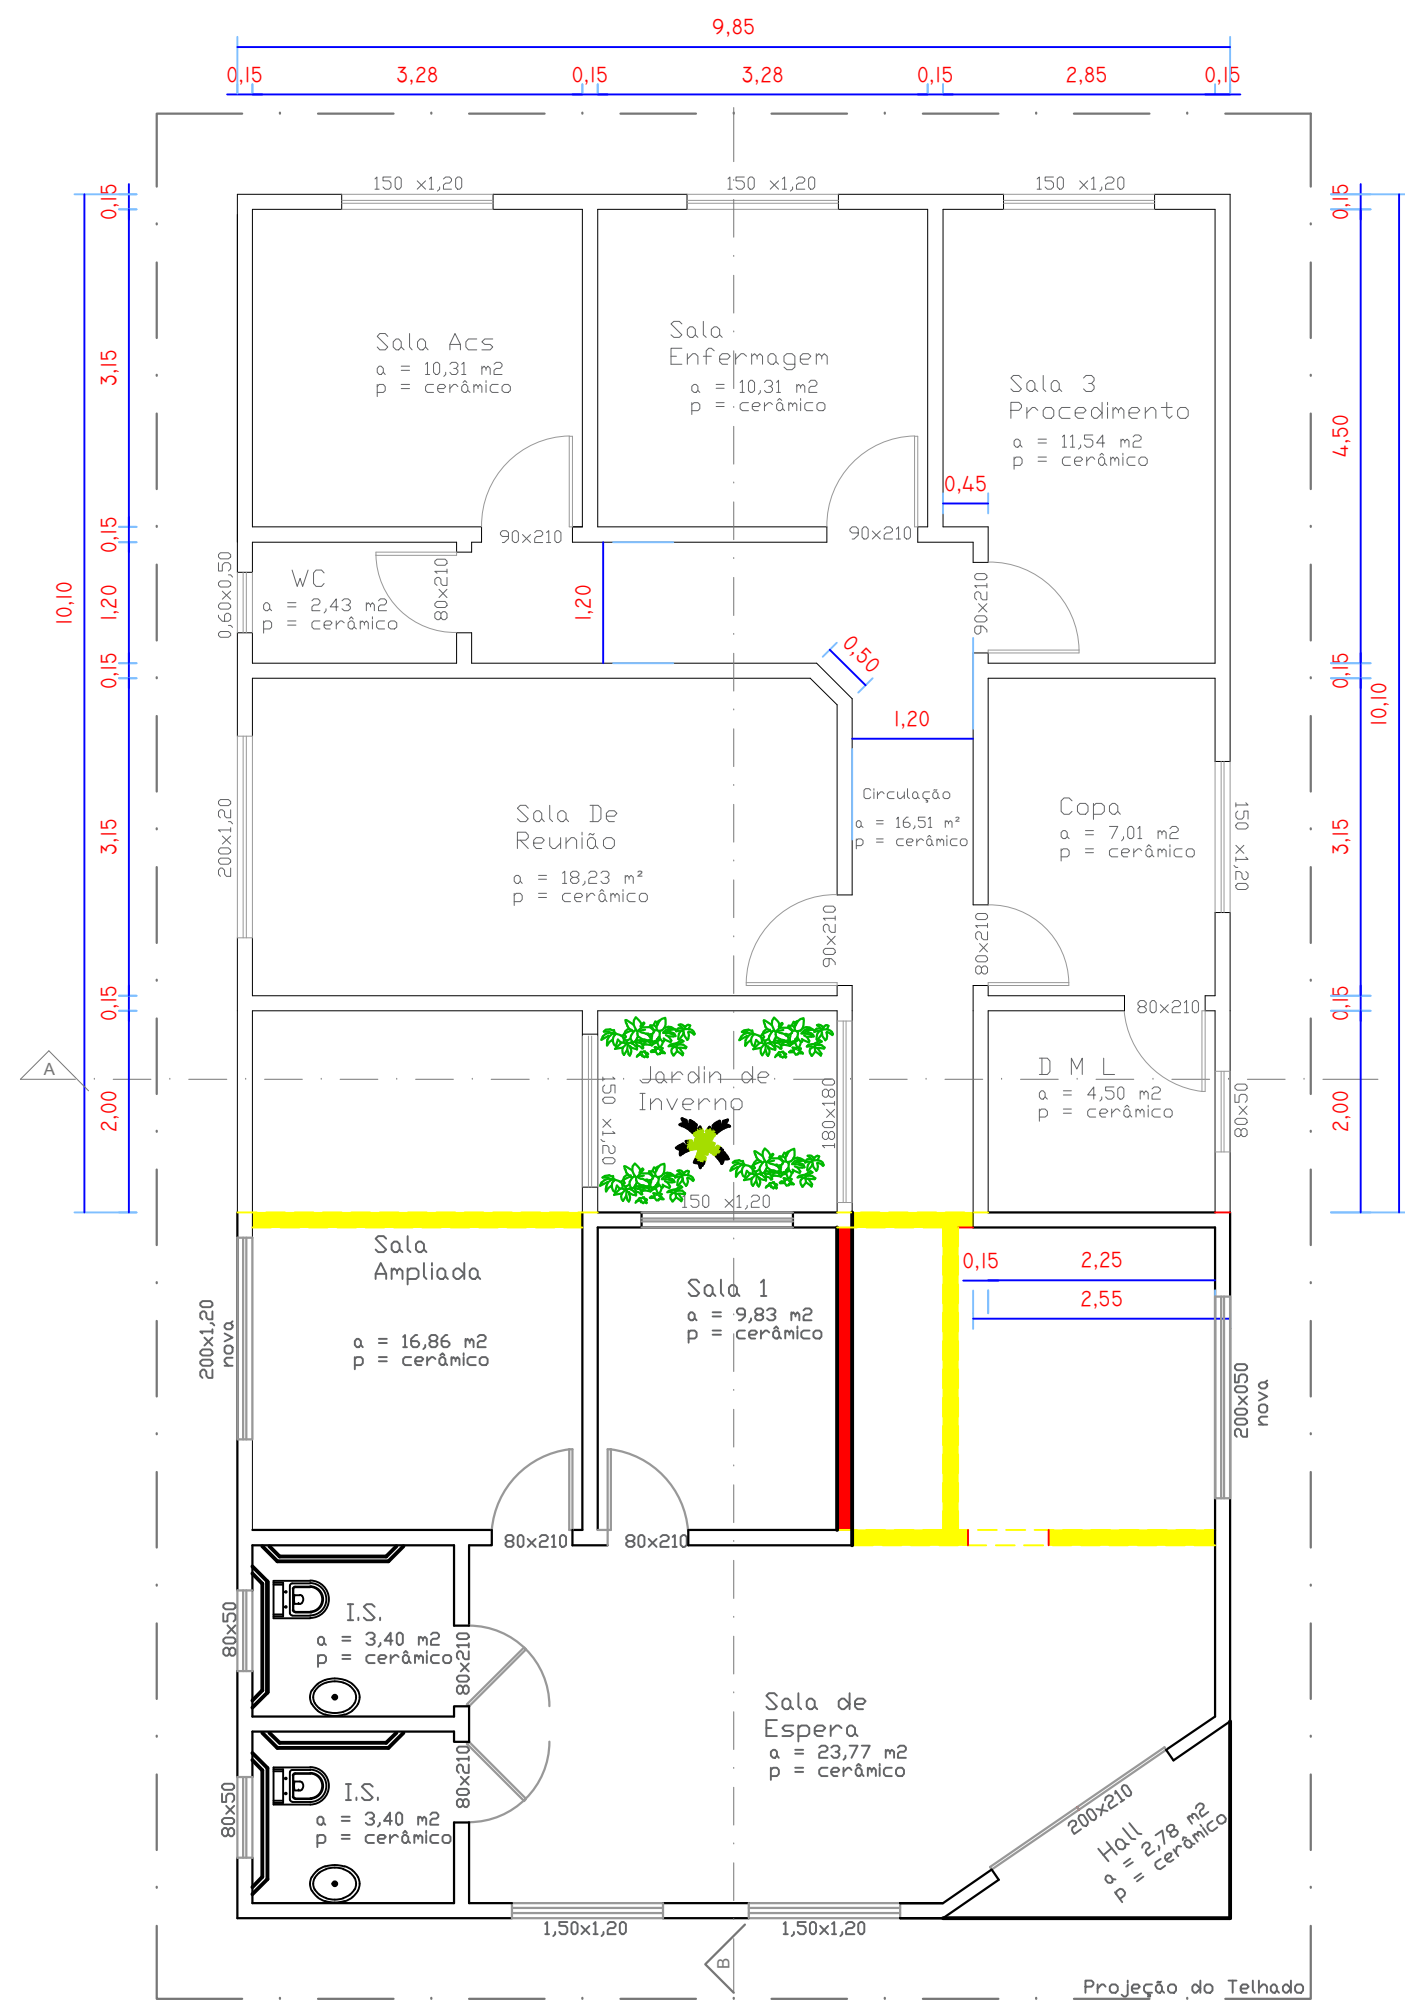 9,85
0,15
3,28
0,15
3,28
0,15
2,85
0,15
150 x1,20
150 x1,20
150 x1,20
0,15
0,15
Sala Acs
a = 10,31 m2
p = cerâmico
Sala
Enfermagem
a = 10,31 m2
p = cerâmico
Sala 3
Procedimento
a = 11,54 m2
p = cerâmico
3,15
4,50
0,45
90x210
90x210
0,15
WC
a = 2,43 m2
p = cerâmico
0,60x0,50
80x210
10,10
1,20
1,20
90x210
0,50
0,15
0,15
10,10
1,20
Circulação
a = 16,51 m²
p = cerâmico
Sala De
Reunião
a = 18,23 m²
p = cerâmico
Copa
a = 7,01 m2
p = cerâmico
200x1,20
3,15
150 x1,20
3,15
90x210
80x210
0,15
80x210
0,15
A
Jardin de
Inverno
150 x1,20
180x180
150 x1,20
D M L
a = 4,50 m2
p = cerâmico
80x50
2,00
2,00
Sala
Ampliada
a = 16,86 m2
p = cerâmico
Sala 1
a = 9,83 m2
p = cerâmico
0,15
2,25
2,55
200x1,20
nova
200x050
nova
80x210
80x210
I.S.
a = 3,40 m2
p = cerâmico
80x50
80x210
Sala de
Espera
a = 23,77 m2
p = cerâmico
I.S.
a = 3,40 m2
p = cerâmico
80x50
80x210
200x210
Hall
a = 2,78 m2
p = cerâmico
1,50x1,20
1,50x1,20
B
Projeção do Telhado